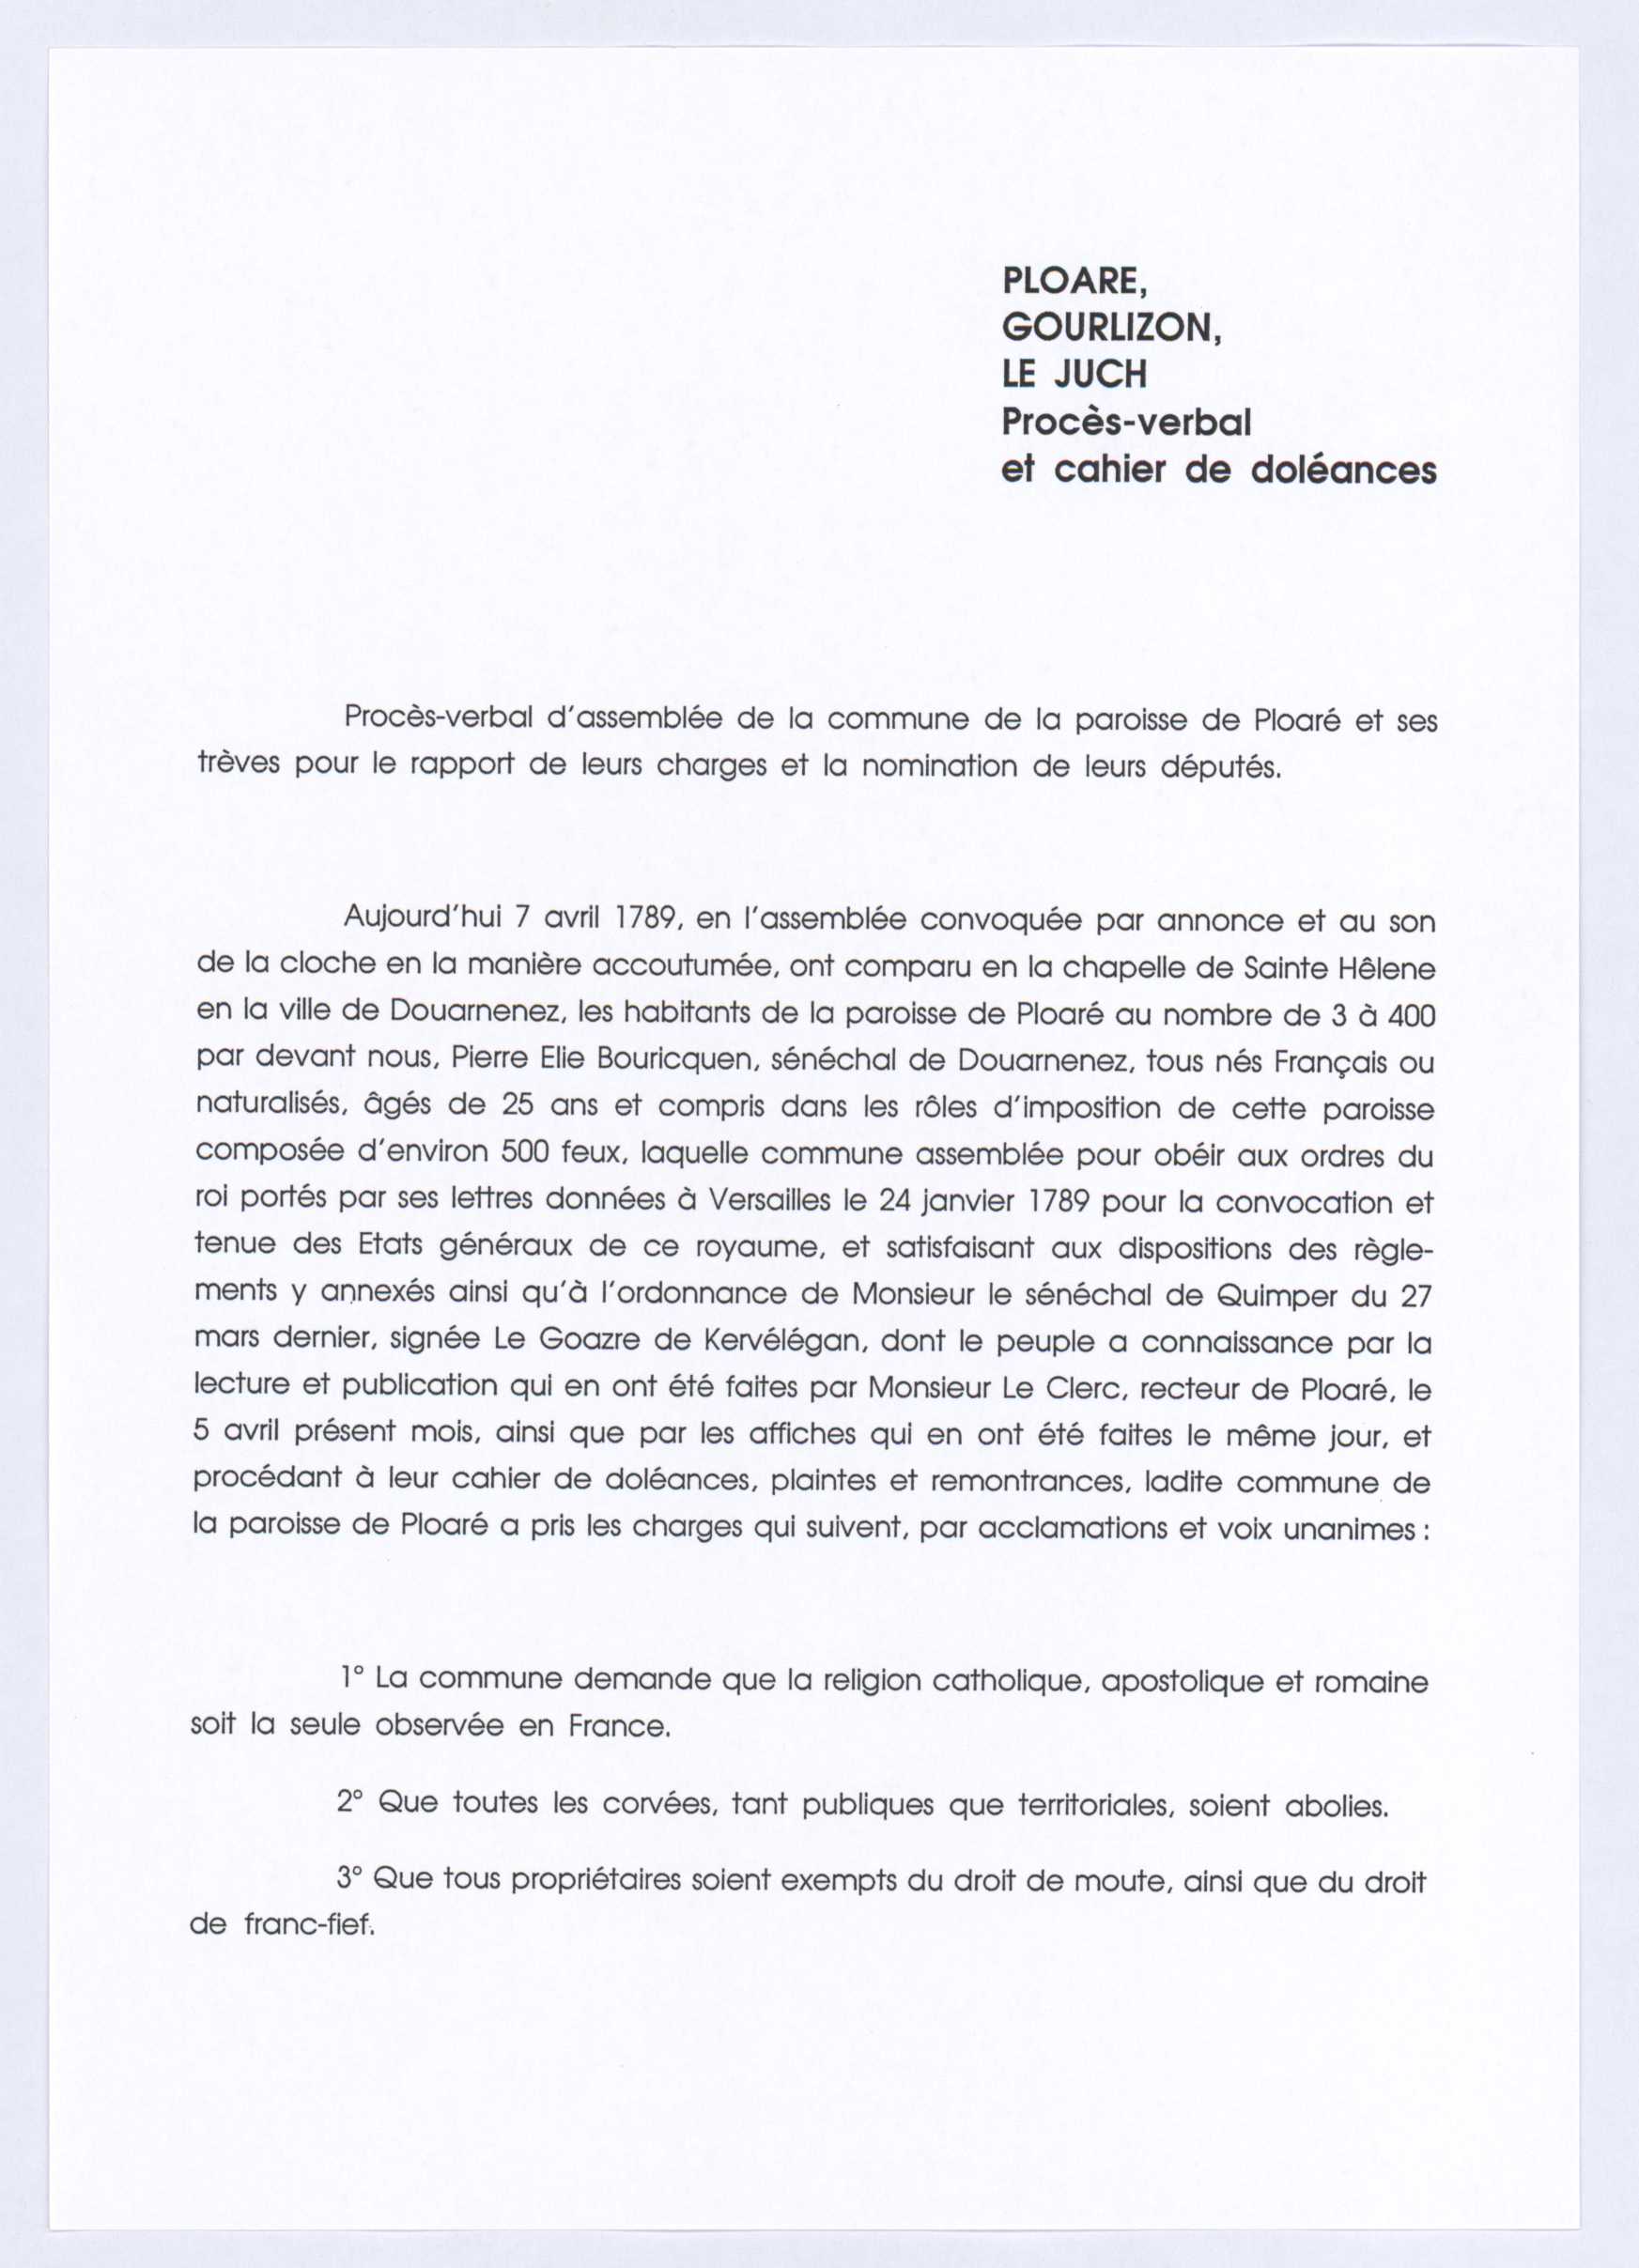 PLOARE,
GOURLIZON,
LE JUCH
Procès-verbal
et cahier de doléances
Procès-verbal d'assemblée de la commune de la paroisse de Ploaré et ses
trèves pour le rapport de leurs charges et la nomination de leurs députés.
Aujourd'hui 7 avril 1789, en l'assemblée convoquée par annonce et au son
de la cloche en la manière accoutumée, ont comparu en la chapelle de Sainte Hêlene
en la ville de Douarnenez, les habitants de la paroisse de Ploaré au nombre de 3 à 400
par devant nous, Pierre Elie Bouricquen, sénéchal de Douarnenez, tous nés Français ou
naturalisés, âgés de 25 ans et compris dans les rôles d'imposition de cette paroisse
composée d'environ 500 feux, laquelle commune assemblée pour obéir aux ordres du
roi portés par ses lettres données à Versailles le 24 janvier 1789 pour la convocation et
tenue des Etats généraux de ce royaume, et satisfaisant aux dispositions des règle-
ments y annexés ainsi qu'à l'ordonnance de Monsieur le sénéchal de Quimper du 27
mars dernier, signée Le Goazre de Kervélégan, dont le peuple a connaissance par la
lecture et publication qui en ont été faites par Monsieur Le Clerc, recteur de Ploaré, le
5 avril présent mois, ainsi que par les affiches qui en ont été faites le même jour, et
procédant à leur cahier de doléances, plaintes et remontrances, ladite commune de
la paroisse de Ploaré a pris les charges qui suivent, par acclamations et voix unanimes :
1° La commune demande que la religion catholique, apostolique et romaine
soit la seule observée en France.
2° Que toutes les corvées, tant publiques que territoriales, soient abolies.
3° Que tous propriétaires soient exempts du droit de moute, ainsi que du droit
de franc-fief.